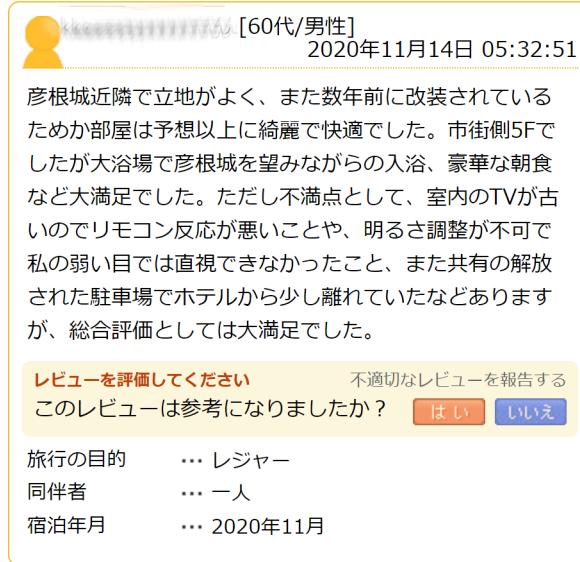 [60代/男性]
2020年11月14日 05:32:51
彦根城近隣で立地がよく、また数年前に改装されている
ためか部屋は予想以上に綺麗で快適でした。市街側5Fで
したが大浴場で彦根城を望みながらの入浴、豪華な朝食
など大満足でした。ただし不満点として、室内のTVが古
いのでリモコン反応が悪いことや、明るさ調整が不可で
私の弱い目では直視できなかったこと、また共有の解放
された駐車場でホテルから少し離れていたなどあります
が、総合評価としては大満足でした。
レビューを評価してください 不適切なレビューを報告する
このレビューは参考になりましたか？ はい いいえ
旅行の目的 … レジャー
同伴者 … 一人
宿泊年月 … 2020年11月